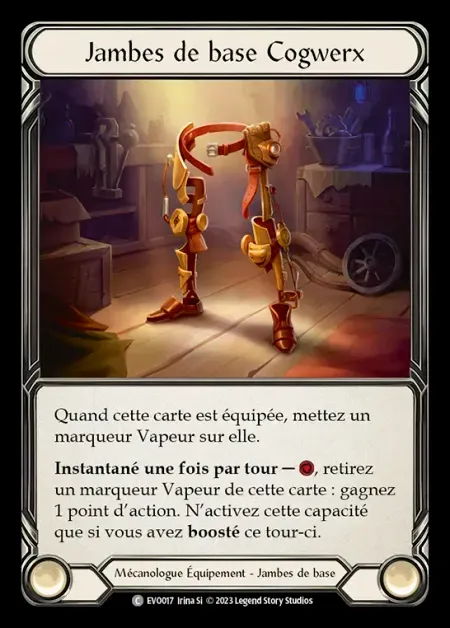 Jambes de base Cogwerx
Quand cette carte est équipée, mettez un
marqueur Vapeur sur elle.
Instantané une fois par tour — , retirez
un marqueur Vapeur de cette carte : gagnez
1 point d'action. N'activez cette capacité
que si vous avez boosté ce tour-ci.
Mécanologue Équipement - Jambes de base
C EVO017 Irina Si © 2023 Legend Story Studios